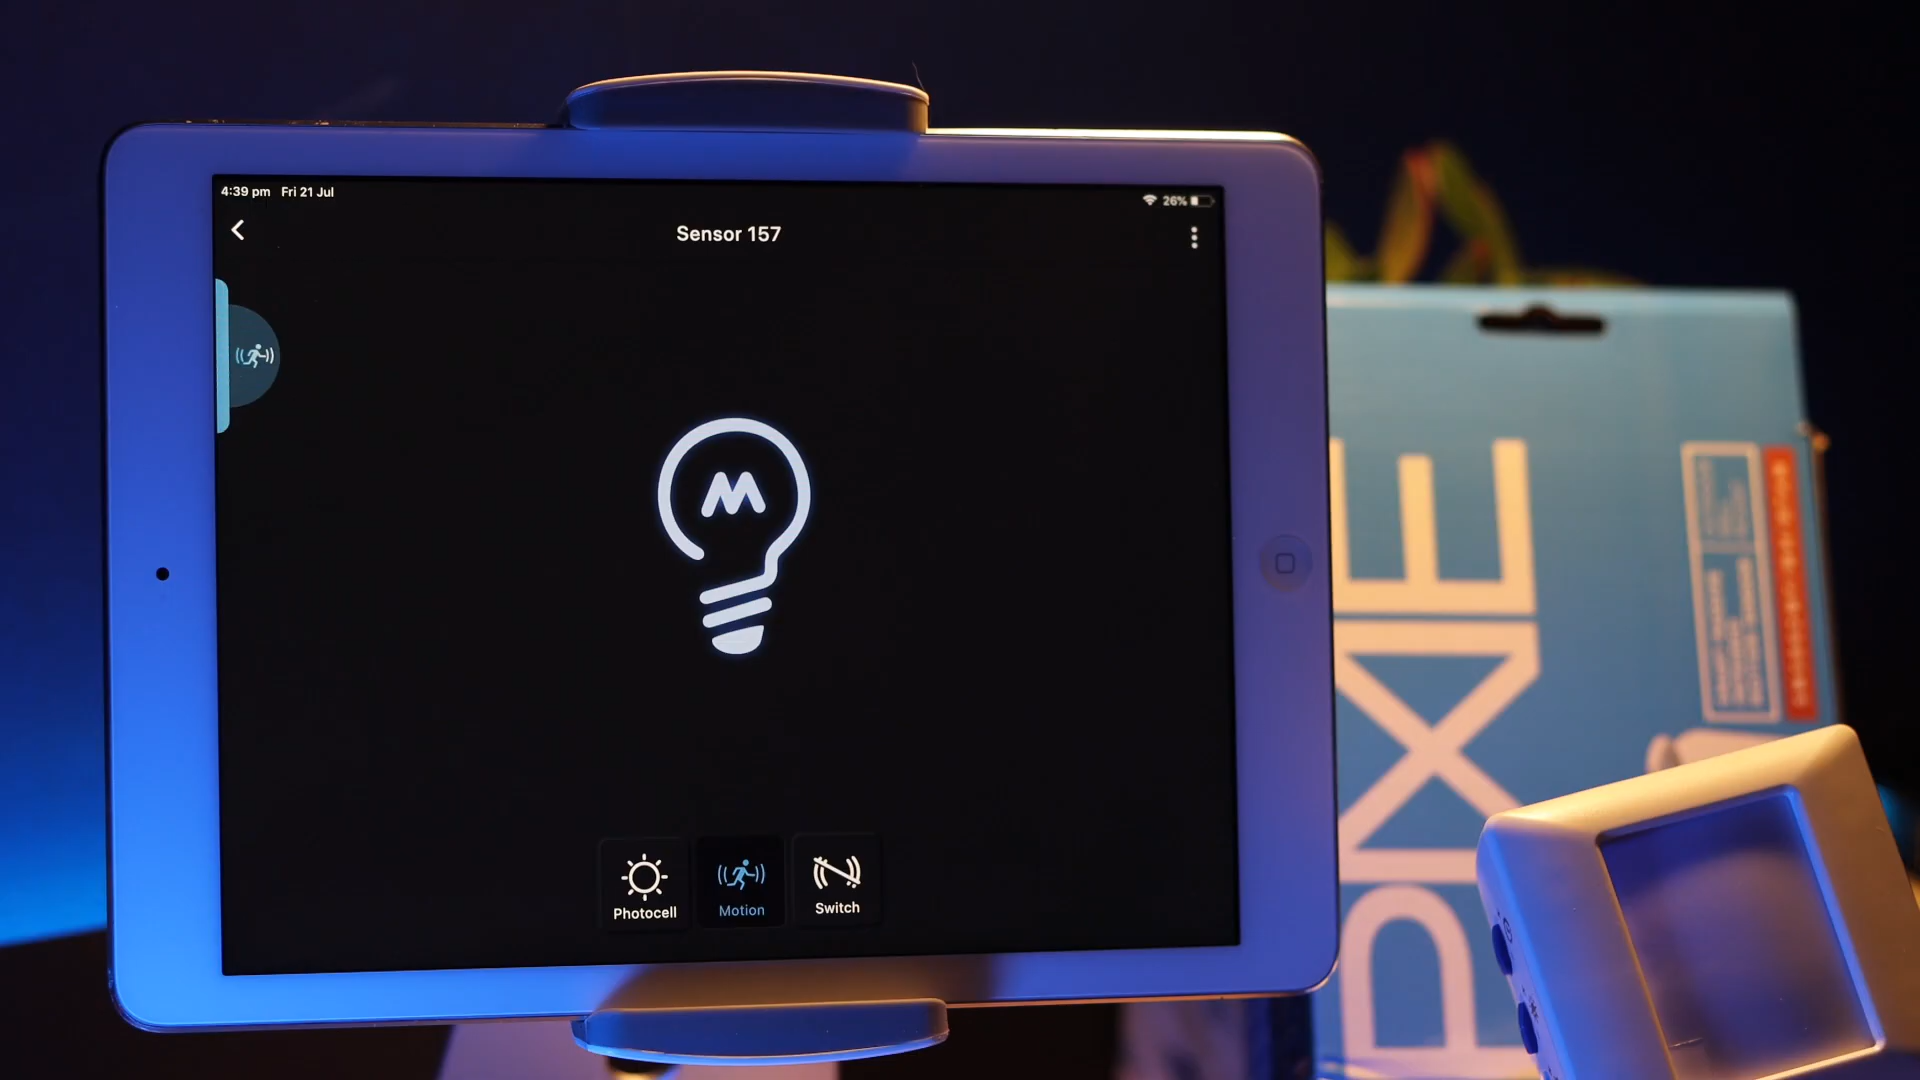 4:39 pm Fri 21 Jul
26%
Sensor 157
M
Photocell
Motion
Switch
PIXIE